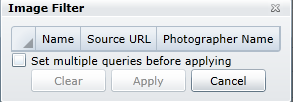 Image Filter
Name Source URL Photographer Name
Set multiple queries before applying
Clear Apply Cancel